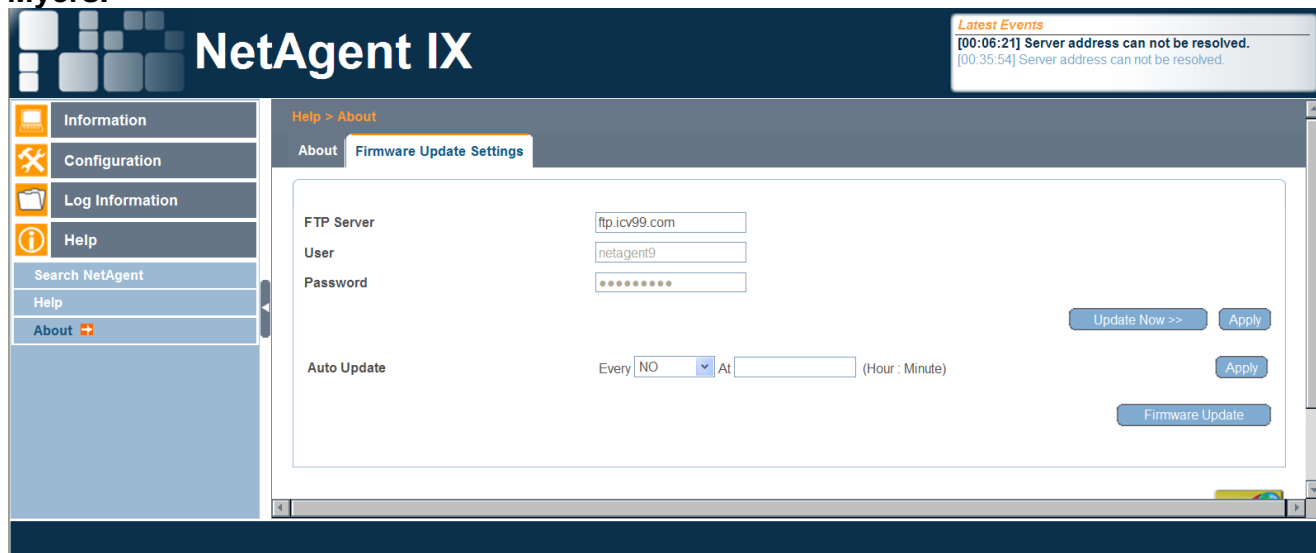 Myers.
NetAgent IX
Latest Events
[00:06:21] Server address can not be resolved.
[00:35:54] Server address can not be resolved.
Information
Configuration
Log Information
Help
Search NetAgent
Help
About
Help > About
About
Firmware Update Settings
FTP Server
ftp.icv99.com
User
netagent9
Password
Update Now >>
Apply
Auto Update
Every NO At (Hour : Minute)
Apply
Firmware Update